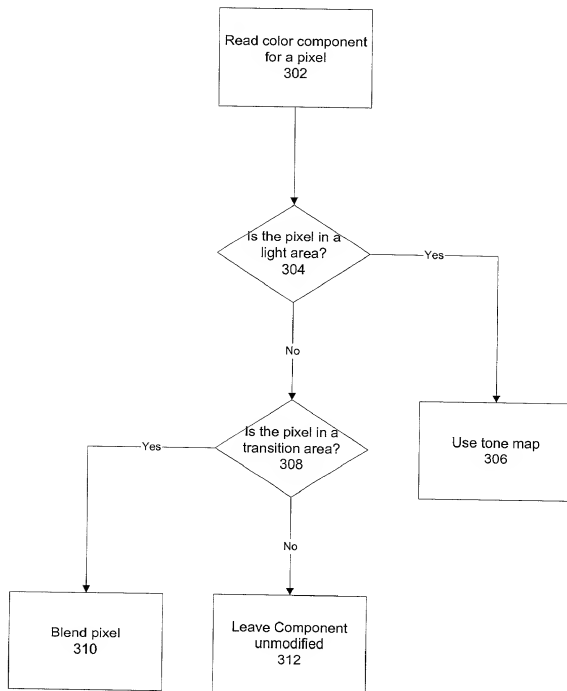 Read color component
for a pixel
302
Is the pixel in a
light area?
304
Yes
No
Is the pixel in a
transition area?
308
Yes
Use tone map
306
No
Blend pixel
310
Leave Component
unmodified
312